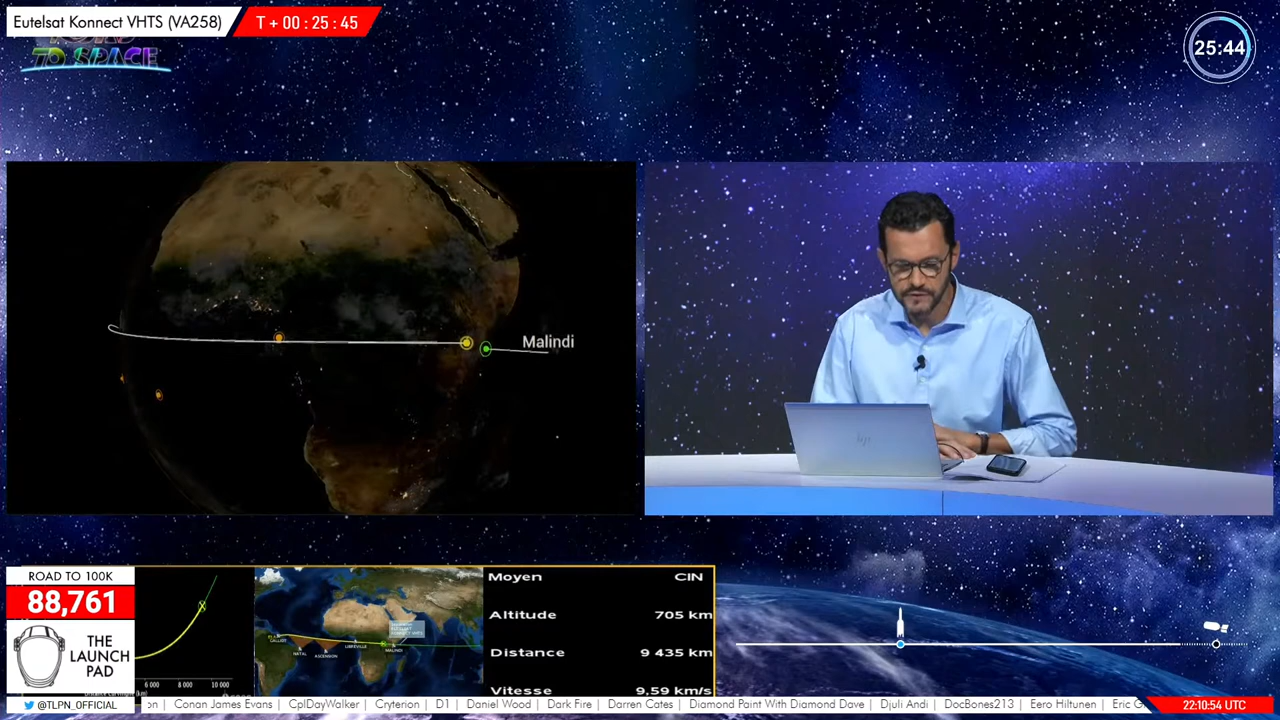 Eutelsat Konnect VHTS (VA258)
T + 00 : 25 : 45
TO SPACE
25:44
Malindi
hp
ROAD TO 100K
88,761
THE
LAUNCH
PAD
6 000 8 000 10 000
NATAL
ASCENSION
LIBREVILLE
MALINDI
Moyen CIN
Altitude 705 km
Distance 9 435 km
Vitesse 9,59 km/s
@TLPN_OFFICIAL
on | Conan James Evans | CplDayWalker | Cryterion | D1 | Daniel Wood | Dark Fire | Darren Cates | Diamond Paint With Diamond Dave | Djuli Andi | DocBones213 | Eero Hiltunen | Eric G
22:10:54 UTC